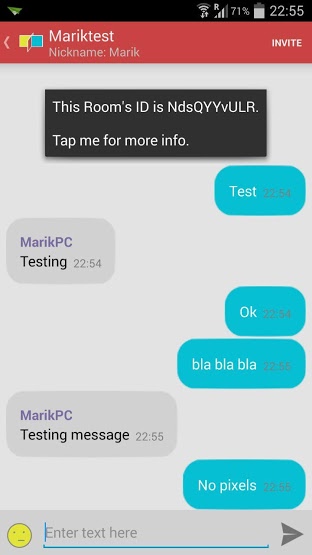 R 71% 22:55
Mariktest
Nickname: Marik
INVITE
This Room's ID is NdsQYYvULR.
Tap me for more info.
Test 22:54
MarikPC
Testing 22:54
Ok 22:54
bla bla bla 22:55
MarikPC
Testing message 22:55
No pixels 22:55
Enter text here